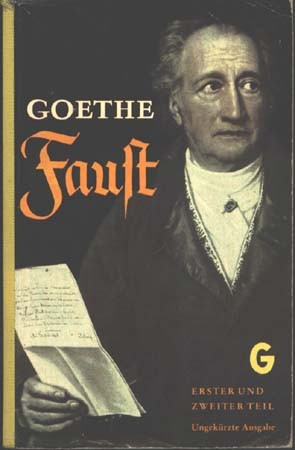 GOETHE
Fauſt
G
ERSTER UND
ZWEITER TEIL
Ungekürzte Ausgabe